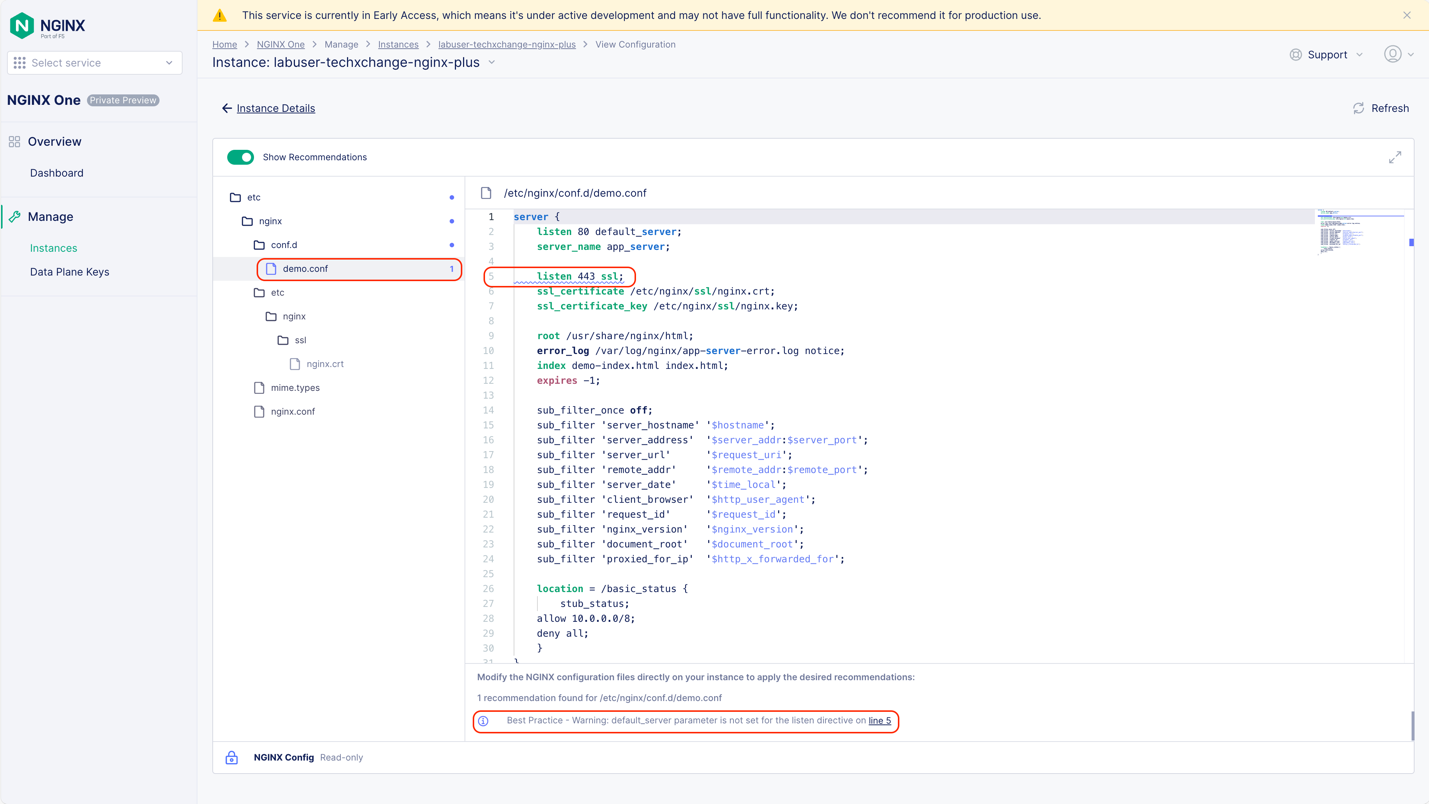 NGINX
Part of F5
Select service
NGINX One Private Preview
Overview
Dashboard
Manage
Instances
Data Plane Keys
This service is currently in Early Access, which means it's under active development and may not have full functionality. We don't recommend it for production use.
Home > NGINX One > Manage > Instances > labuser-techxchange-nginx-plus > View Configuration
Instance: labuser-techxchange-nginx-plus
Support
Instance Details
Refresh
Show Recommendations
etc
nginx
conf.d
demo.conf 1
etc
nginx
ssl
nginx.crt
mime.types
nginx.conf
/etc/nginx/conf.d/demo.conf
1 server {
2 listen 80 default_server;
3 server_name app_server;
4
5 listen 443 ssl;
6 ssl_certificate /etc/nginx/ssl/nginx.crt;
7 ssl_certificate_key /etc/nginx/ssl/nginx.key;
8
9 root /usr/share/nginx/html;
10 error_log /var/log/nginx/app-server-error.log notice;
11 index demo-index.html index.html;
12 expires -1;
13
14 sub_filter_once off;
15 sub_filter 'server_hostname' '$hostname';
16 sub_filter 'server_address' '$server_addr:$server_port';
17 sub_filter 'server_url' '$request_uri';
18 sub_filter 'remote_addr' '$remote_addr:$remote_port';
19 sub_filter 'server_date' '$time_local';
20 sub_filter 'client_browser' '$http_user_agent';
21 sub_filter 'request_id' '$request_id';
22 sub_filter 'nginx_version' '$nginx_version';
23 sub_filter 'document_root' '$document_root';
24 sub_filter 'proxied_for_ip' '$http_x_forwarded_for';
25
26 location = /basic_status {
27 stub_status;
28 allow 10.0.0.0/8;
29 deny all;
30 }
31 }
Modify the NGINX configuration files directly on your instance to apply the desired recommendations:
1 recommendation found for /etc/nginx/conf.d/demo.conf
Best Practice - Warning: default_server parameter is not set for the listen directive on line 5
NGINX Config Read-only